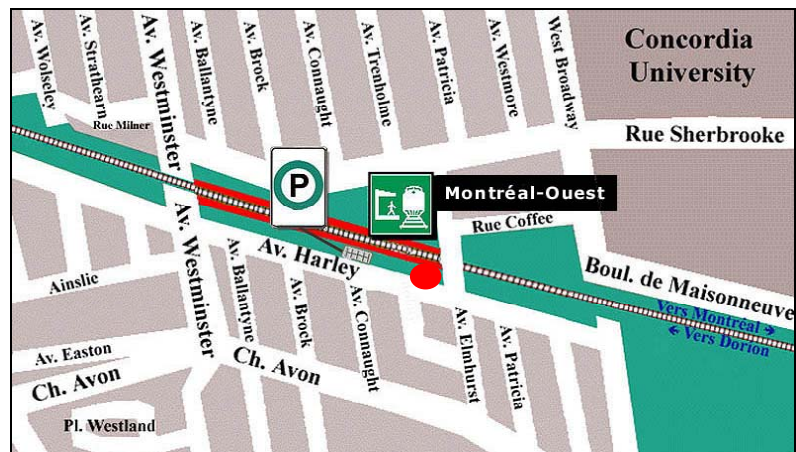 Av. Wolseley
Av. Strathearn
Av. Westminster
Av. Ballantyne
Av. Brock
Av. Connaught
Av. Trenholme
Av. Patricia
Av. Westmore
West Broadway
Concordia
University
Rue Milner
Rue Sherbrooke
P
Montréal-Ouest
Rue Coffee
Av. Westminster
Av. Harley
Boul. de Maisonneuve
Ainslie
Av. Ballantyne
Av. Brock
Av. Connaught
Av. Elmhurst
Av. Patricia
Vers Montréal →
← Vers Dorion
Av. Easton
Ch. Avon
Ch. Avon
Pl. Westland